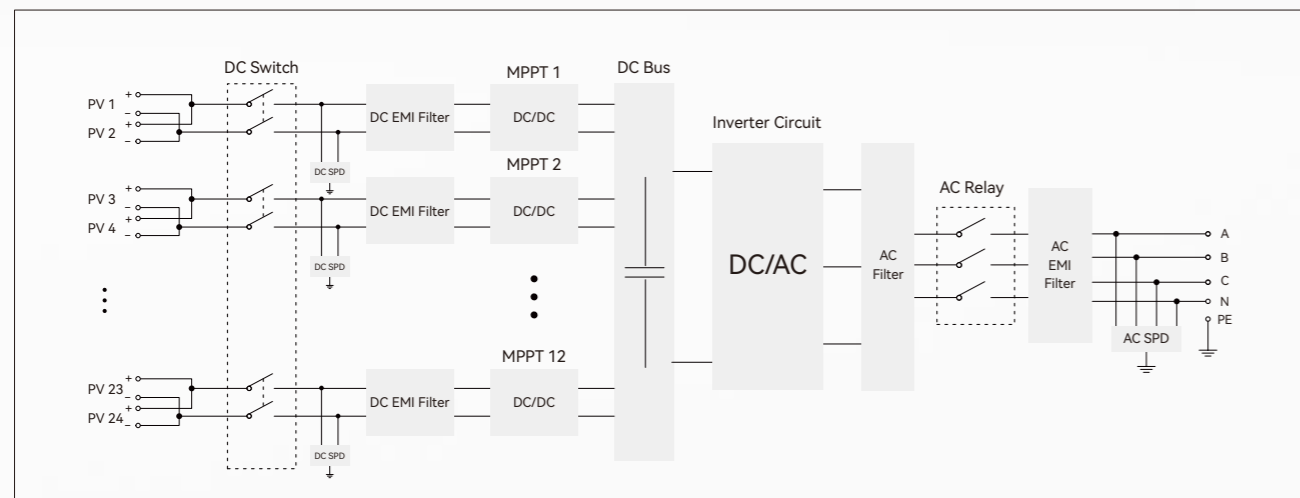 DC Switch
MPPT 1
DC Bus
PV 1
+
−
PV 2
+
−
DC EMI Filter
DC/DC
DC SPD
Inverter Circuit
MPPT 2
PV 3
+
−
PV 4
+
−
DC EMI Filter
DC/DC
DC SPD
DC/AC
AC
Filter
AC Relay
AC
EMI
Filter
A
B
C
N
PE
AC SPD
MPPT 12
PV 23
+
−
PV 24
+
−
DC EMI Filter
DC/DC
DC SPD